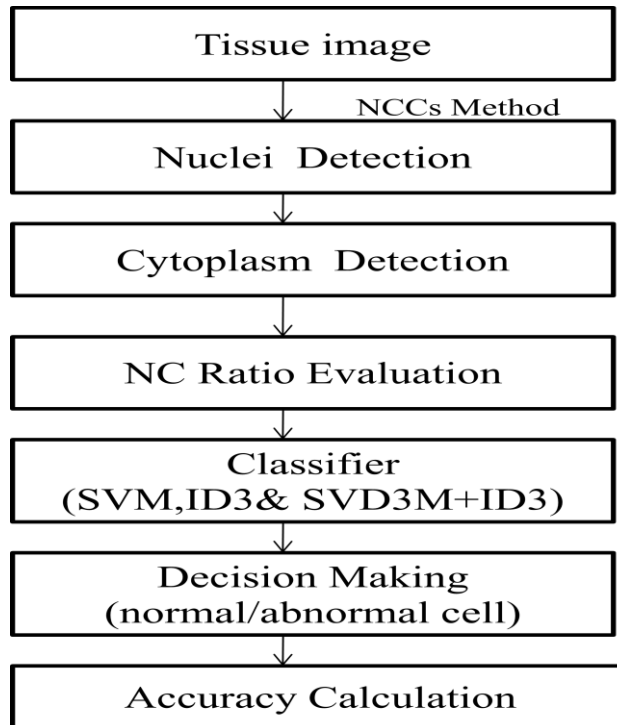 Tissue image
NCCs Method
Nuclei Detection
Cytoplasm Detection
NC Ratio Evaluation
Classifier
(SVM,ID3& SVD3M+ID3)
Decision Making
(normal/abnormal cell)
Accuracy Calculation